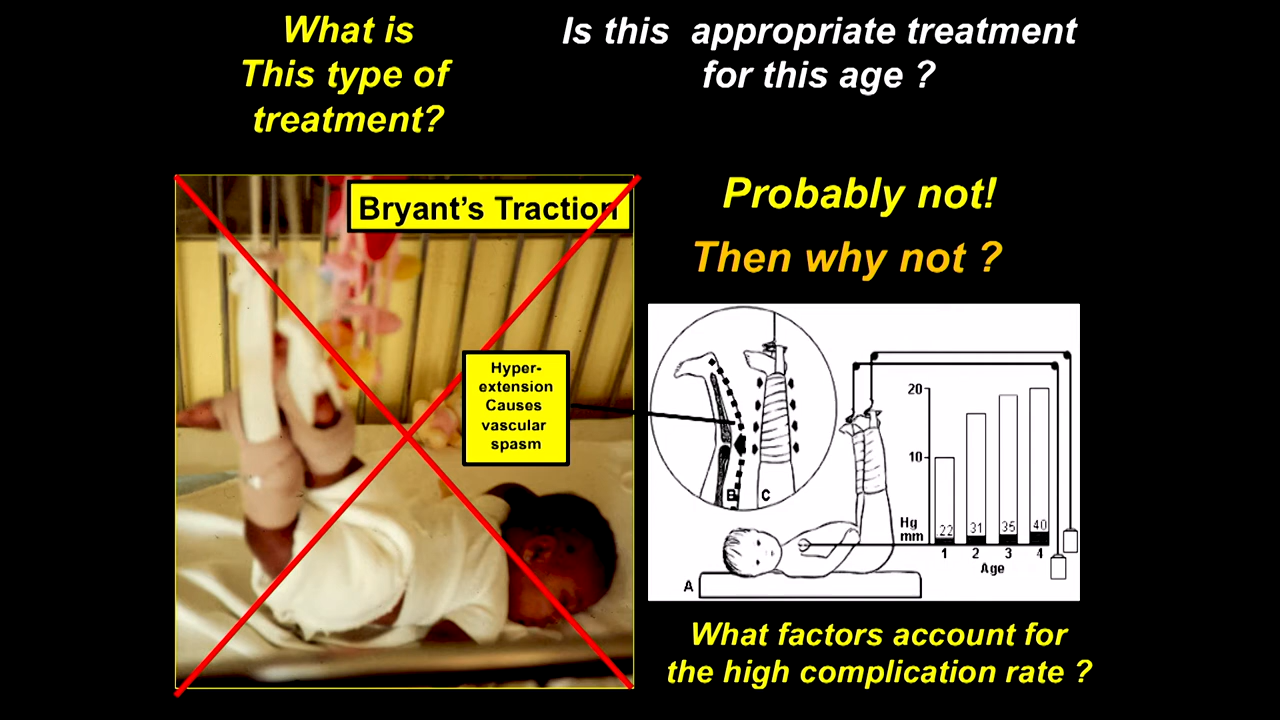 What is
This type of
treatment?
Is this appropriate treatment
for this age ?
Bryant's Traction
Hyper-
extension
Causes
vascular
spasm
Probably not!
Then why not ?
B
C
A
20
10
Hg
mm
22
31
35
40
1
2
3
4
Age
What factors account for
the high complication rate ?